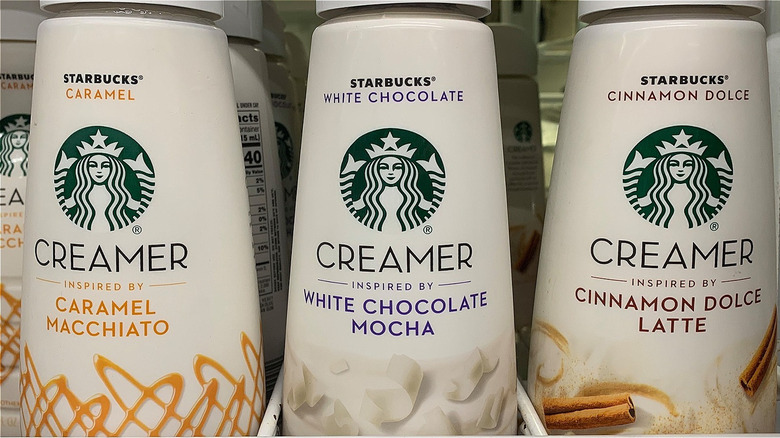 STARBUCKS®
CARAMEL
®
CREAMER
INSPIRED BY
CARAMEL
MACCHIATO
STARBUCKS®
WHITE CHOCOLATE
®
CREAMER
INSPIRED BY
WHITE CHOCOLATE
MOCHA
STARBUCKS®
CINNAMON DOLCE
®
CREAMER
INSPIRED BY
CINNAMON DOLCE
LATTE